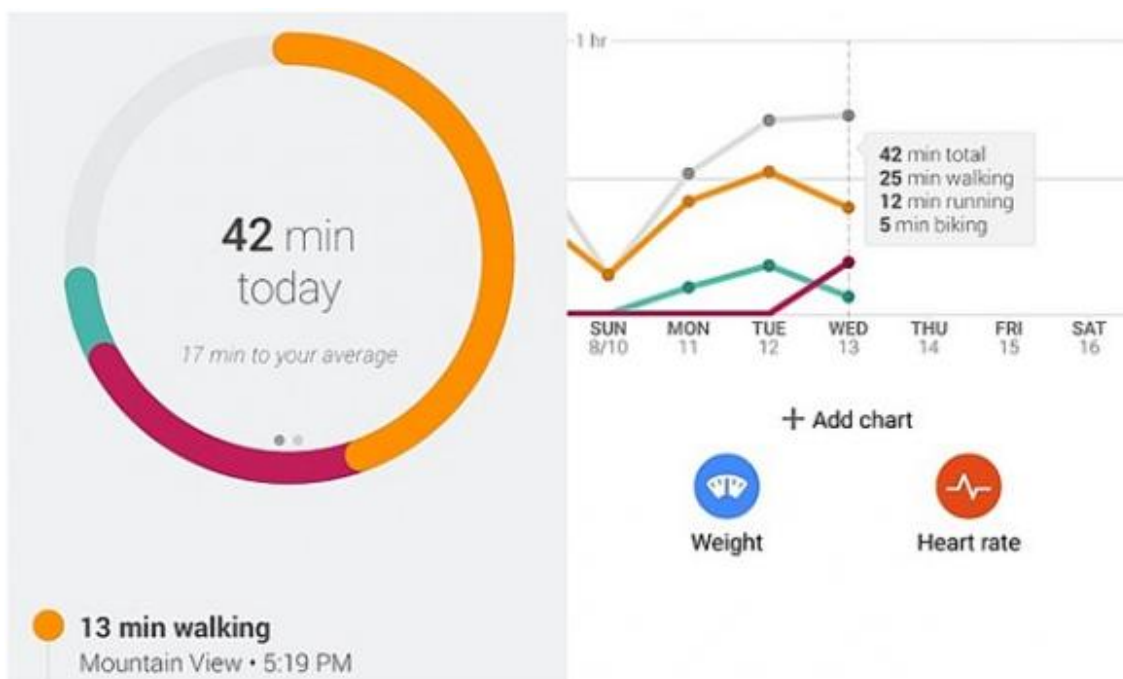 42 min
today
17 min to your average
13 min walking
Mountain View • 5:19 PM
1 hr
42 min total
25 min walking
12 min running
5 min biking
SUN MON TUE WED THU FRI SAT
8/10 11 12 13 14 15 16
+ Add chart
Weight Heart rate